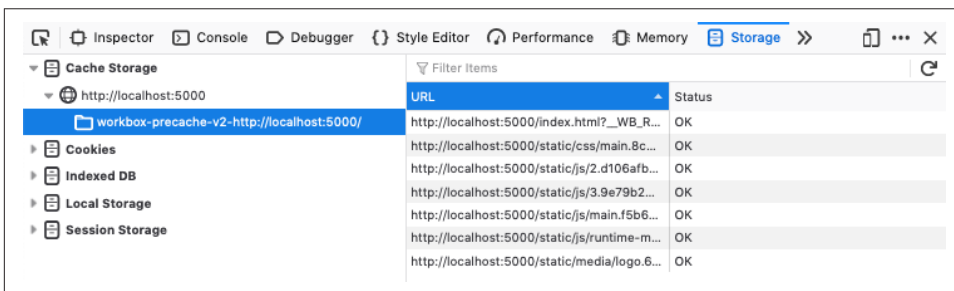 Inspector Console Debugger Style Editor Performance Memory Storage
Cache Storage
http://localhost:5000
workbox-precache-v2-http://localhost:5000/
Cookies
Indexed DB
Local Storage
Session Storage
Filter Items
URL Status
http://localhost:5000/index.html?__WB_R... OK
http://localhost:5000/static/css/main.8c... OK
http://localhost:5000/static/js/2.d106afb... OK
http://localhost:5000/static/js/3.9e79b2... OK
http://localhost:5000/static/js/main.f5b6... OK
http://localhost:5000/static/js/runtime-m... OK
http://localhost:5000/static/media/logo.6... OK